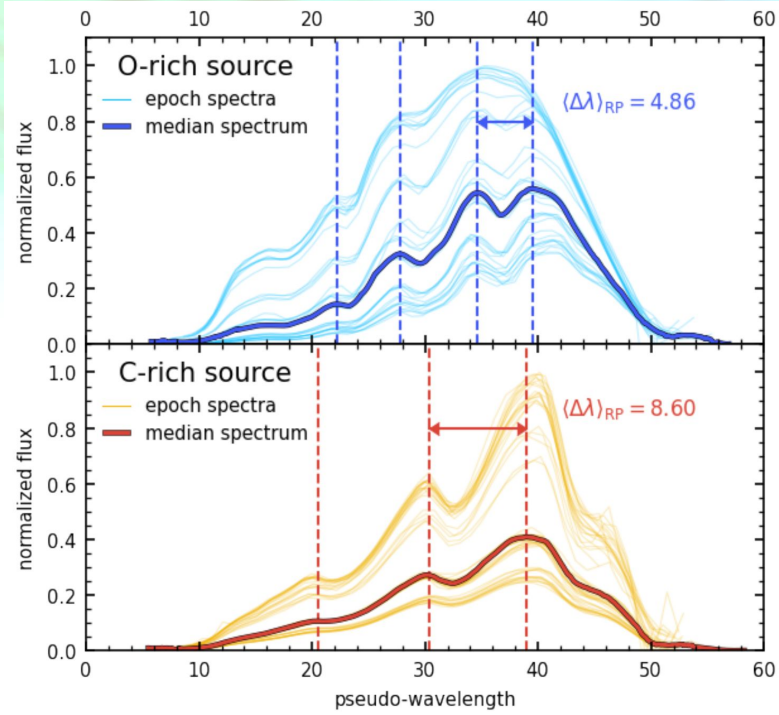 0 10 20 30 40 50 60
O-rich source
epoch spectra
median spectrum
⟨Δλ⟩RP = 4.86
normalized flux
1.0
0.8
0.6
0.4
0.2
0.0
C-rich source
epoch spectra
median spectrum
⟨Δλ⟩RP = 8.60
normalized flux
1.0
0.8
0.6
0.4
0.2
0.0
0 10 20 30 40 50 60
pseudo-wavelength